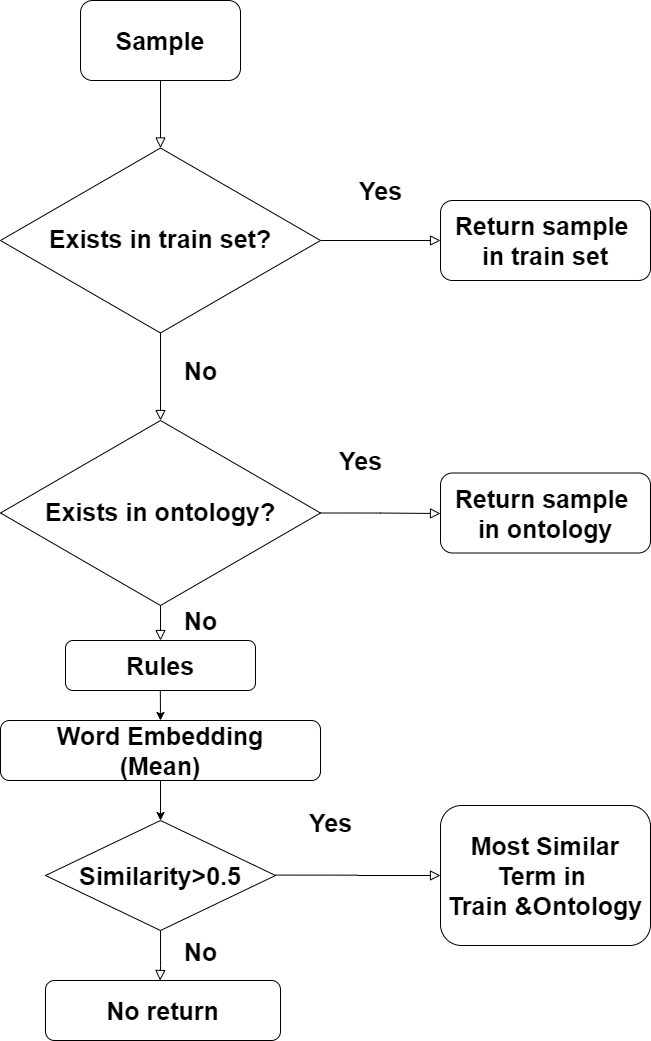 Sample
Exists in train set?
Yes
Return sample
in train set
No
Exists in ontology?
Yes
Return sample
in ontology
No
Rules
Word Embedding
(Mean)
Similarity>0.5
Yes
Most Similar
Term in
Train &Ontology
No
No return